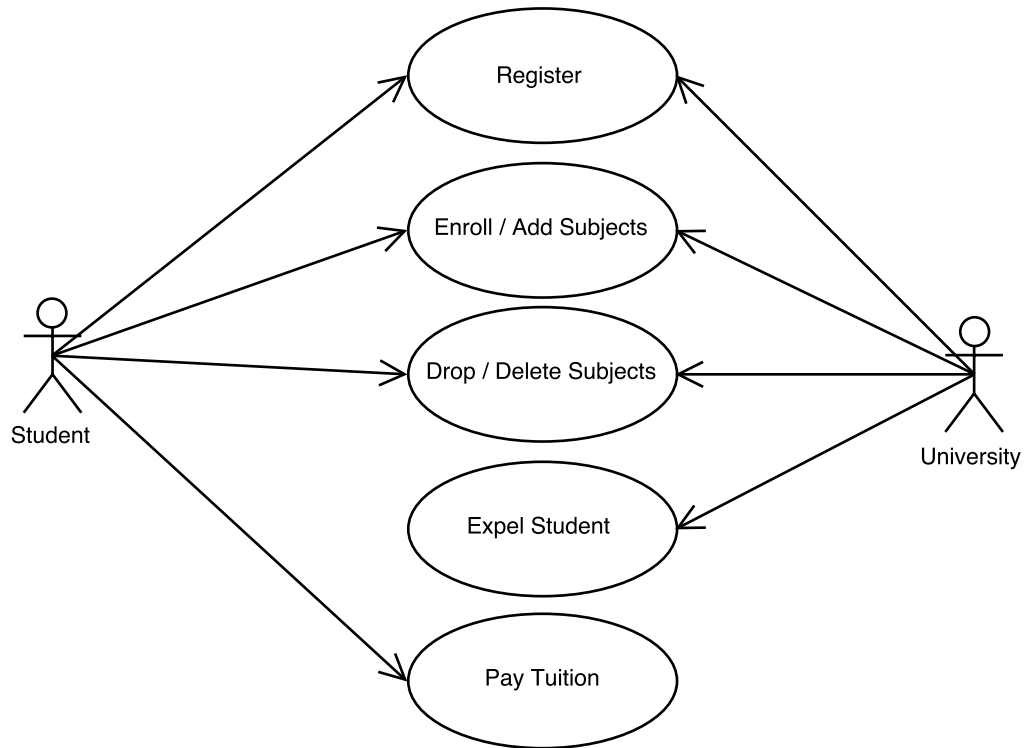 Register
Enroll / Add Subjects
Drop / Delete Subjects
Student
University
Expel Student
Pay Tuition